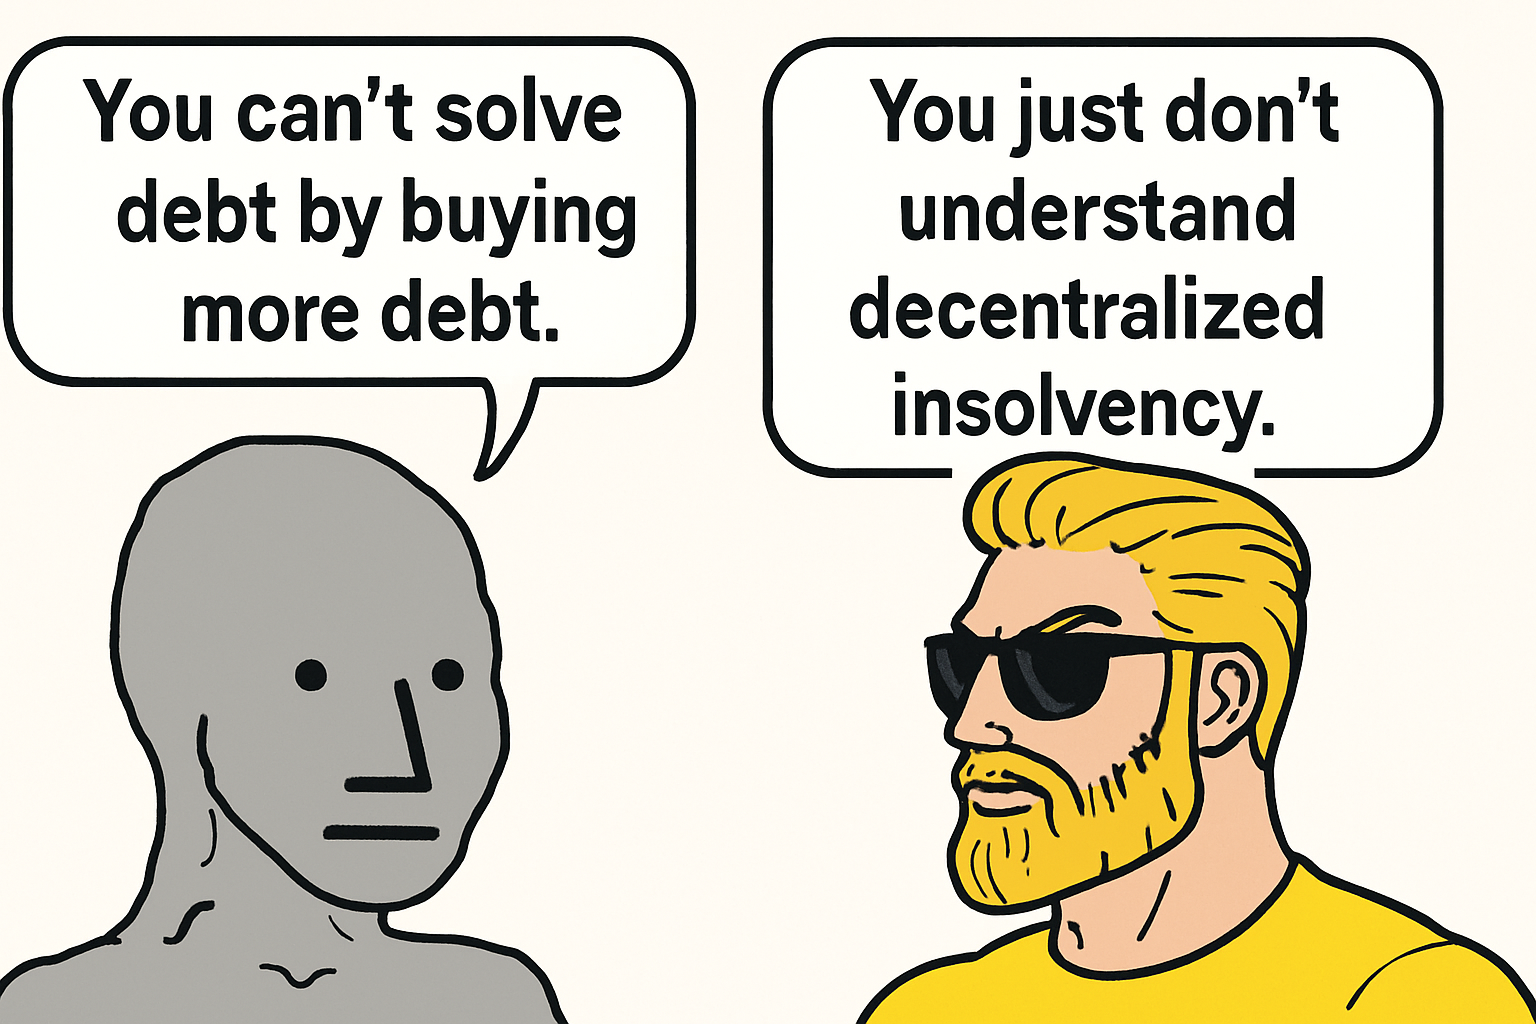 You can’t solve
debt by buying
more debt.
You just don’t
understand
decentralized
insolvency.